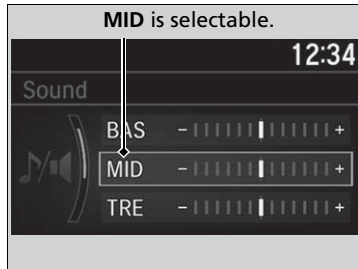 MID is selectable.
12:34
Sound
BAS - +
MID - +
TRE - +